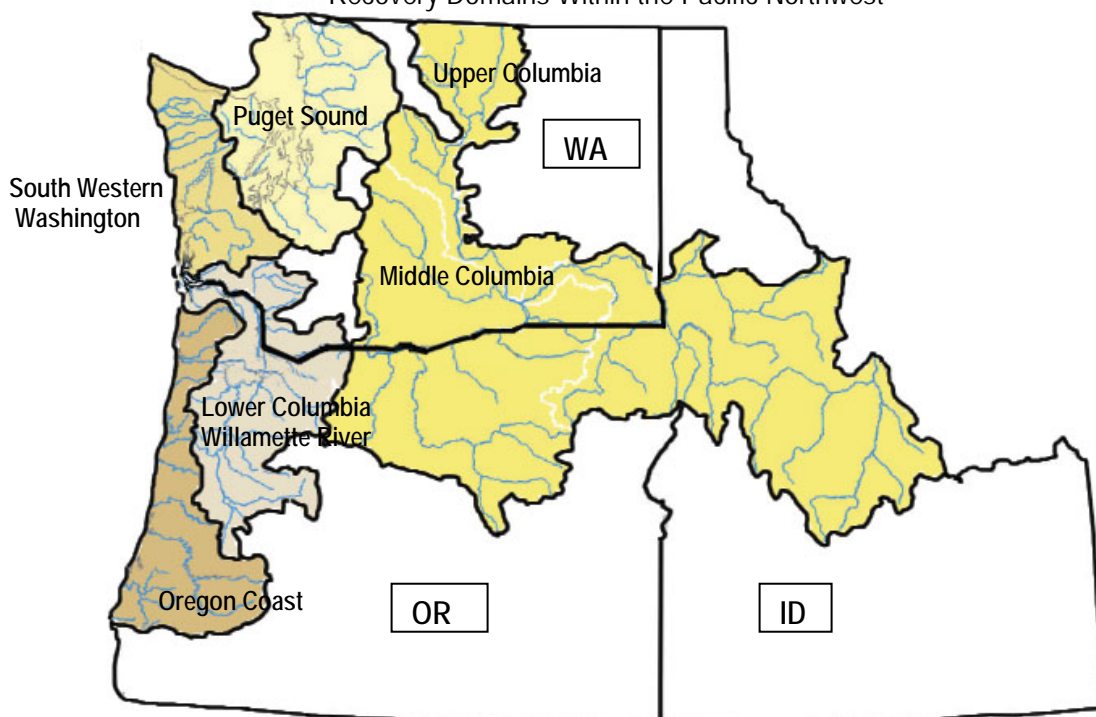 Recovery Domains Within the Pacific Northwest
Upper Columbia
Puget Sound
WA
South Western
Washington
Middle Columbia
Lower Columbia
Willamette River
Oregon Coast
OR
ID